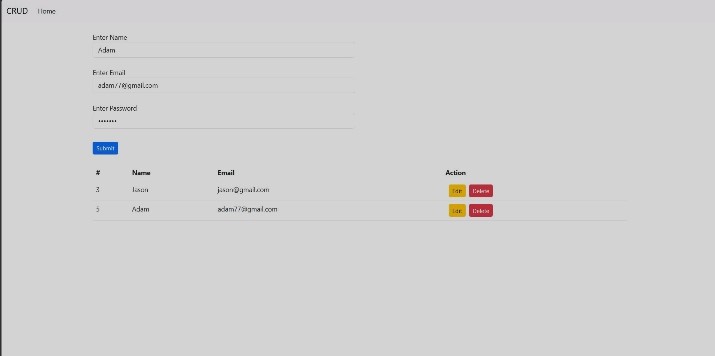 CRUD Home
Enter Name
Adam
Enter Email
adam77@gmail.com
Enter Password
•••••••
Submit
# Name Email Action
3 Jason jason@gmail.com Edit Delete
5 Adam adam77@gmail.com Edit Delete